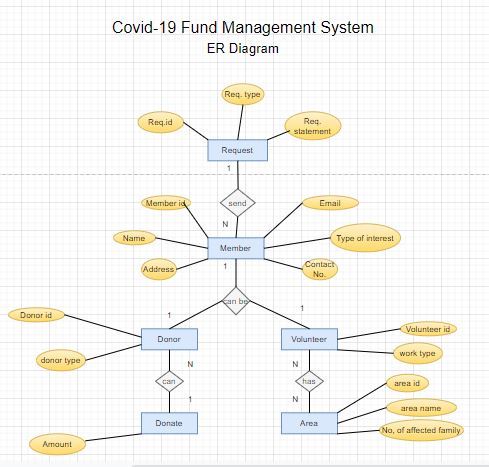 Covid-19 Fund Management System
ER Diagram
Req. type
Req.id
Req.
statement
Request
1
send
Member id
Email
N
Name
Member
Type of interest
Address
1
Contact
No.
can be
Donor id
1
1
Donor
Volunteer
Volunteer id
donor type
work type
N
N
can
has
area id
1
N
area name
Donate
Area
No, of affected family
Amount